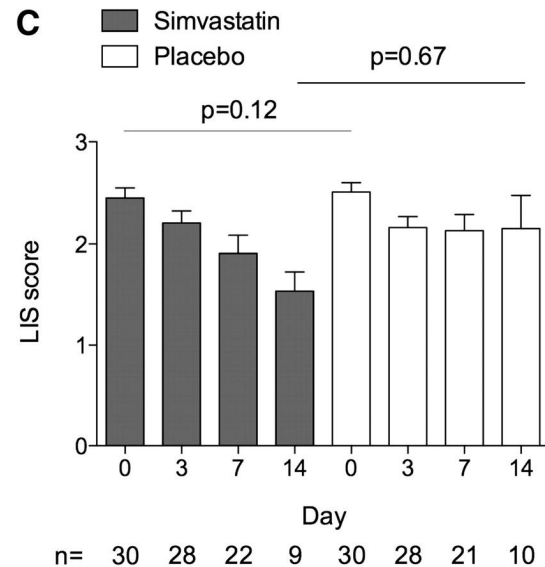 C
Simvastatin
Placebo
p=0.67
p=0.12
3
2
1
0
LIS score
0 3 7 14 0 3 7 14
Day
n= 30 28 22 9 30 28 21 10